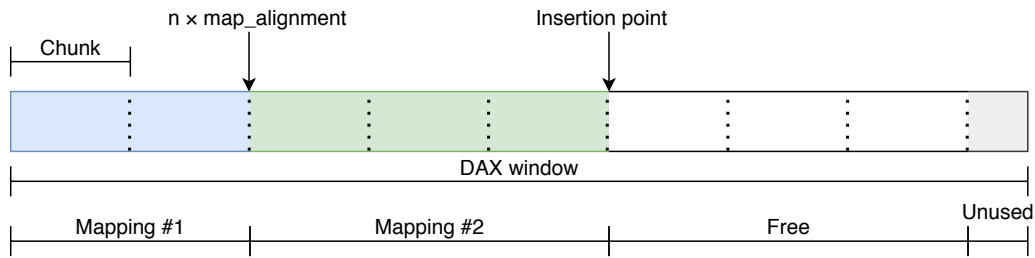 n × map_alignment
Insertion point
Chunk
DAX window
Mapping #1
Mapping #2
Free
Unused